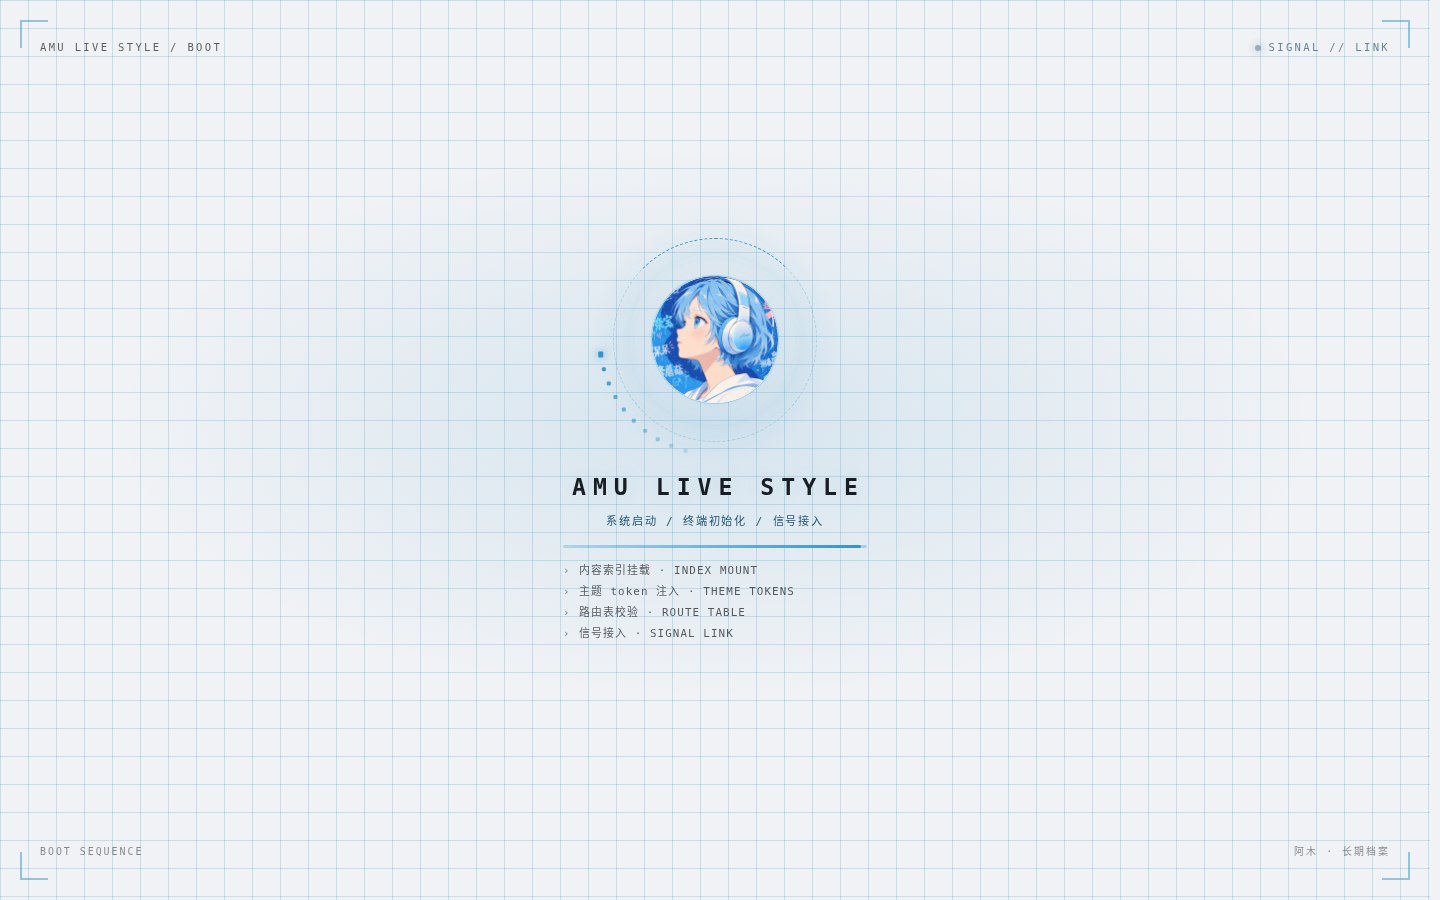 AMU LIVE STYLE / BOOT
SIGNAL // LINK
AMU LIVE STYLE
系统启动 / 终端初始化 / 信号接入
› 内容索引挂载 · INDEX MOUNT
› 主题 token 注入 · THEME TOKENS
› 路由表校验 · ROUTE TABLE
› 信号接入 · SIGNAL LINK
BOOT SEQUENCE
阿木 · 长期档案